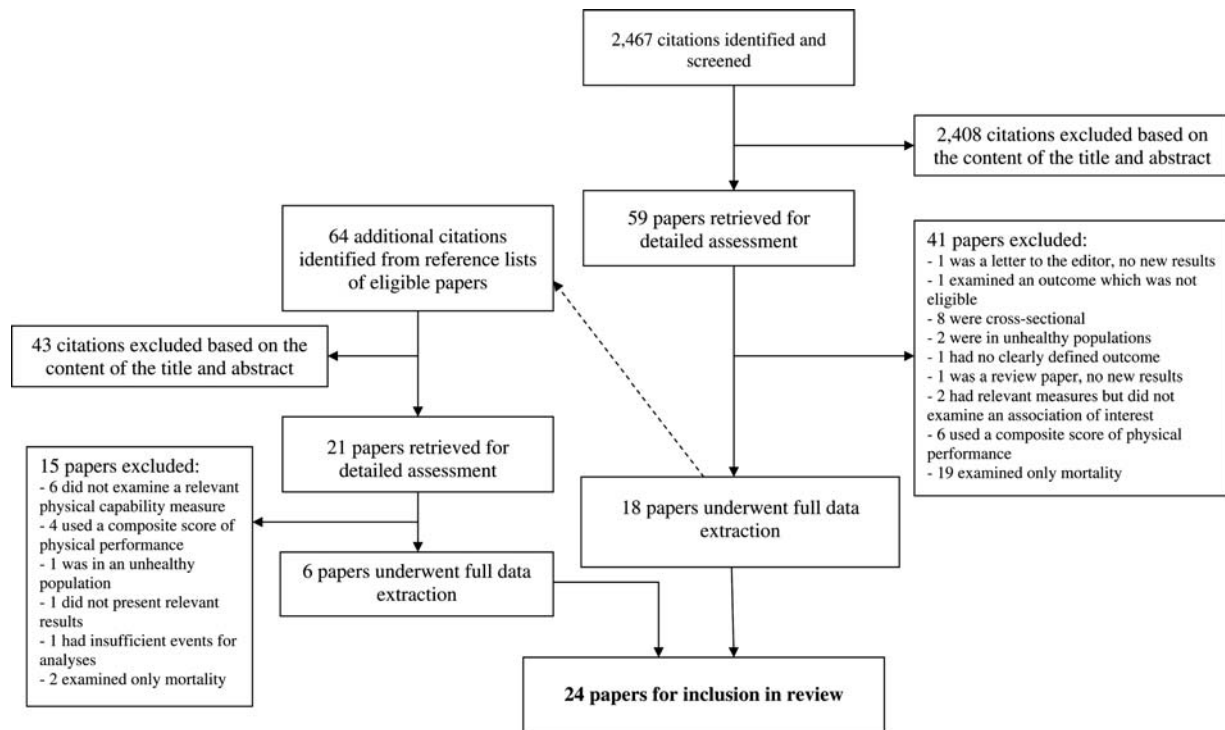 2,467 citations identified and
screened
2,408 citations excluded based on
the content of the title and abstract
59 papers retrieved for
detailed assessment
41 papers excluded:
- 1 was a letter to the editor, no new results
- 1 examined an outcome which was not
eligible
- 8 were cross-sectional
- 2 were in unhealthy populations
- 1 had no clearly defined outcome
- 1 was a review paper, no new results
- 2 had relevant measures but did not
examine an association of interest
- 6 used a composite score of physical
performance
- 19 examined only mortality
18 papers underwent full data
extraction
64 additional citations
identified from reference lists
of eligible papers
43 citations excluded based on the
content of the title and abstract
21 papers retrieved for
detailed assessment
15 papers excluded:
- 6 did not examine a relevant
physical capability measure
- 4 used a composite score of
physical performance
- 1 was in an unhealthy
population
- 1 did not present relevant
results
- 1 had insufficient events for
analyses
- 2 examined only mortality
6 papers underwent full data
extraction
24 papers for inclusion in review